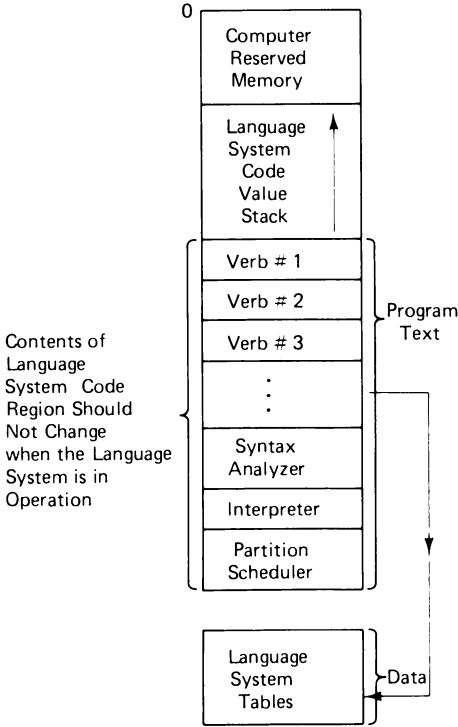 0
Computer
Reserved
Memory
Language
System
Code
Value
Stack
Verb # 1
Verb # 2
Verb # 3
Syntax
Analyzer
Interpreter
Partition
Scheduler
Program
Text
Contents of
Language
System Code
Region Should
Not Change
when the Language
System is in
Operation
Language
System
Tables
Data